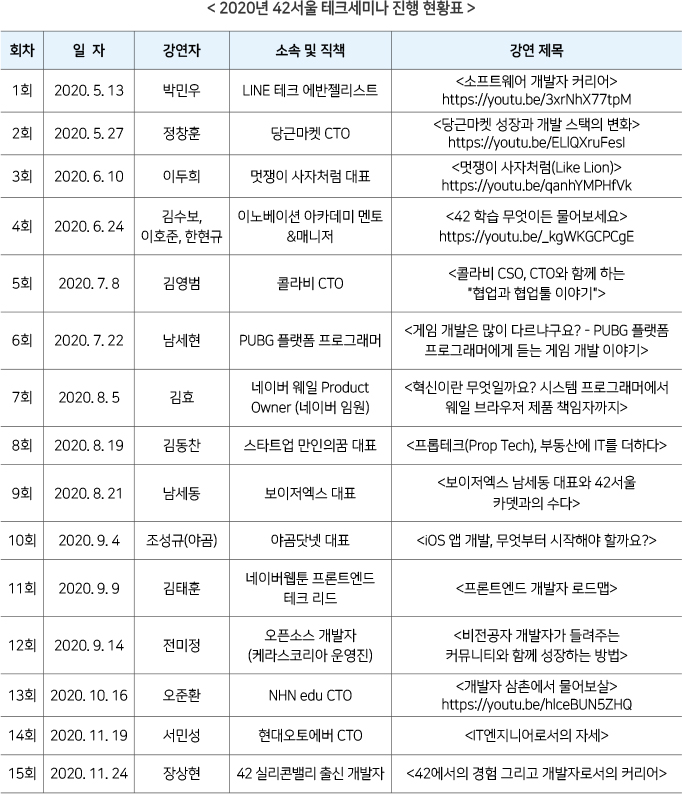 < 2020년 42서울 테크세미나 진행 현황표 >
회차 일 자 강연자 소속 및 직책 강연 제목
1회 2020. 5. 13 박민우 LINE 테크 에반젤리스트 <소프트웨어 개발자 커리어>
https://youtu.be/3xrNhX77tpM
2회 2020. 5. 27 정창훈 당근마켓 CTO <당근마켓 성장과 개발 스택의 변화>
https://youtu.be/ELlQXruFesI
3회 2020. 6. 10 이두희 멋쟁이 사자처럼 대표 <멋쟁이 사자처럼(Like Lion)>
https://youtu.be/qanhYMPHfVk
4회 2020. 6. 24 김수보,
이호준, 한현규 이노베이션 아카데미 멘토
&매니저 <42 학습 무엇이든 물어보세요>
https://youtu.be/_kgWKGCPCgE
5회 2020. 7. 8 김영범 콜라비 CTO <콜라비 CSO, CTO와 함께 하는
"협업과 협업툴 이야기">
6회 2020. 7. 22 남세현 PUBG 플랫폼 프로그래머 <게임 개발은 많이 다르냐구요? - PUBG 플랫폼
프로그래머에게 듣는 게임 개발 이야기>
7회 2020. 8. 5 김효 네이버 웨일 Product
Owner (네이버 임원) <혁신이란 무엇일까요? 시스템 프로그래머에서
웨일 브라우저 제품 책임자까지>
8회 2020. 8. 19 김동찬 스타트업 만인의꿈 대표 <프롭테크(Prop Tech), 부동산에 IT를 더하다>
9회 2020. 8. 21 남세동 보이저엑스 대표 <보이저엑스 남세동 대표와 42서울
카뎃과의 수다>
10회 2020. 9. 4 조성규(야곰) 야곰닷넷 대표 <iOS 앱 개발, 무엇부터 시작해야 할까요?>
11회 2020. 9. 9 김태훈 네이버웹툰 프론트엔드
테크 리드 <프론트엔드 개발자 로드맵>
12회 2020. 9. 14 전미정 오픈소스 개발자
(케라스코리아 운영진) <비전공자 개발자가 들려주는
커뮤니티와 함께 성장하는 방법>
13회 2020. 10. 16 오준환 NHN edu CTO <개발자 삼촌에서 물어보살>
https://youtu.be/hlceBUN5ZHQ
14회 2020. 11. 19 서민성 현대오토에버 CTO <IT엔지니어로서의 자세>
15회 2020. 11. 24 장상현 42 실리콘밸리 출신 개발자 <42에서의 경험 그리고 개발자로서의 커리어>